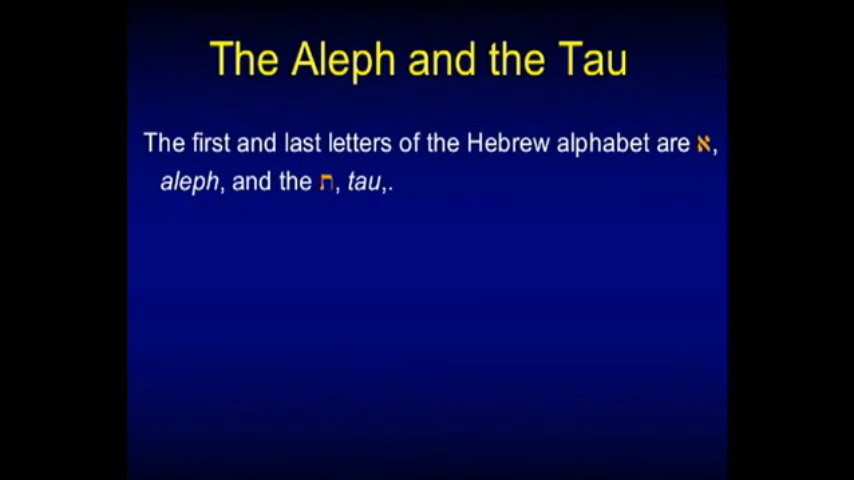 The Aleph and the Tau
The first and last letters of the Hebrew alphabet are א,
aleph, and the ת, tau,.